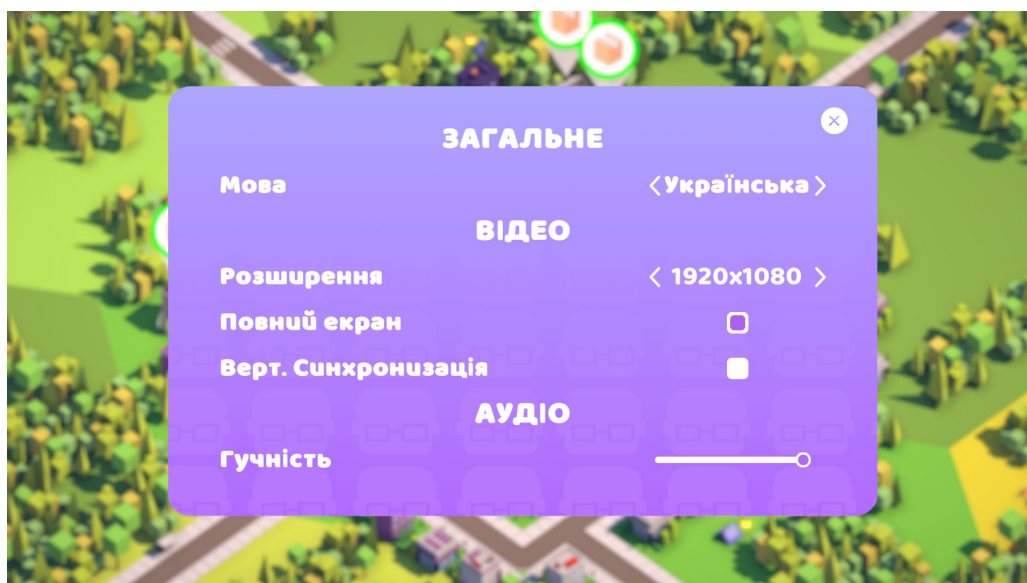 ЗАГАЛЬНЕ
Мова <Українська>
ВІДЕО
Розширення < 1920x1080 >
Повний екран
Верт. Синхронизація
АУДІО
Гучність